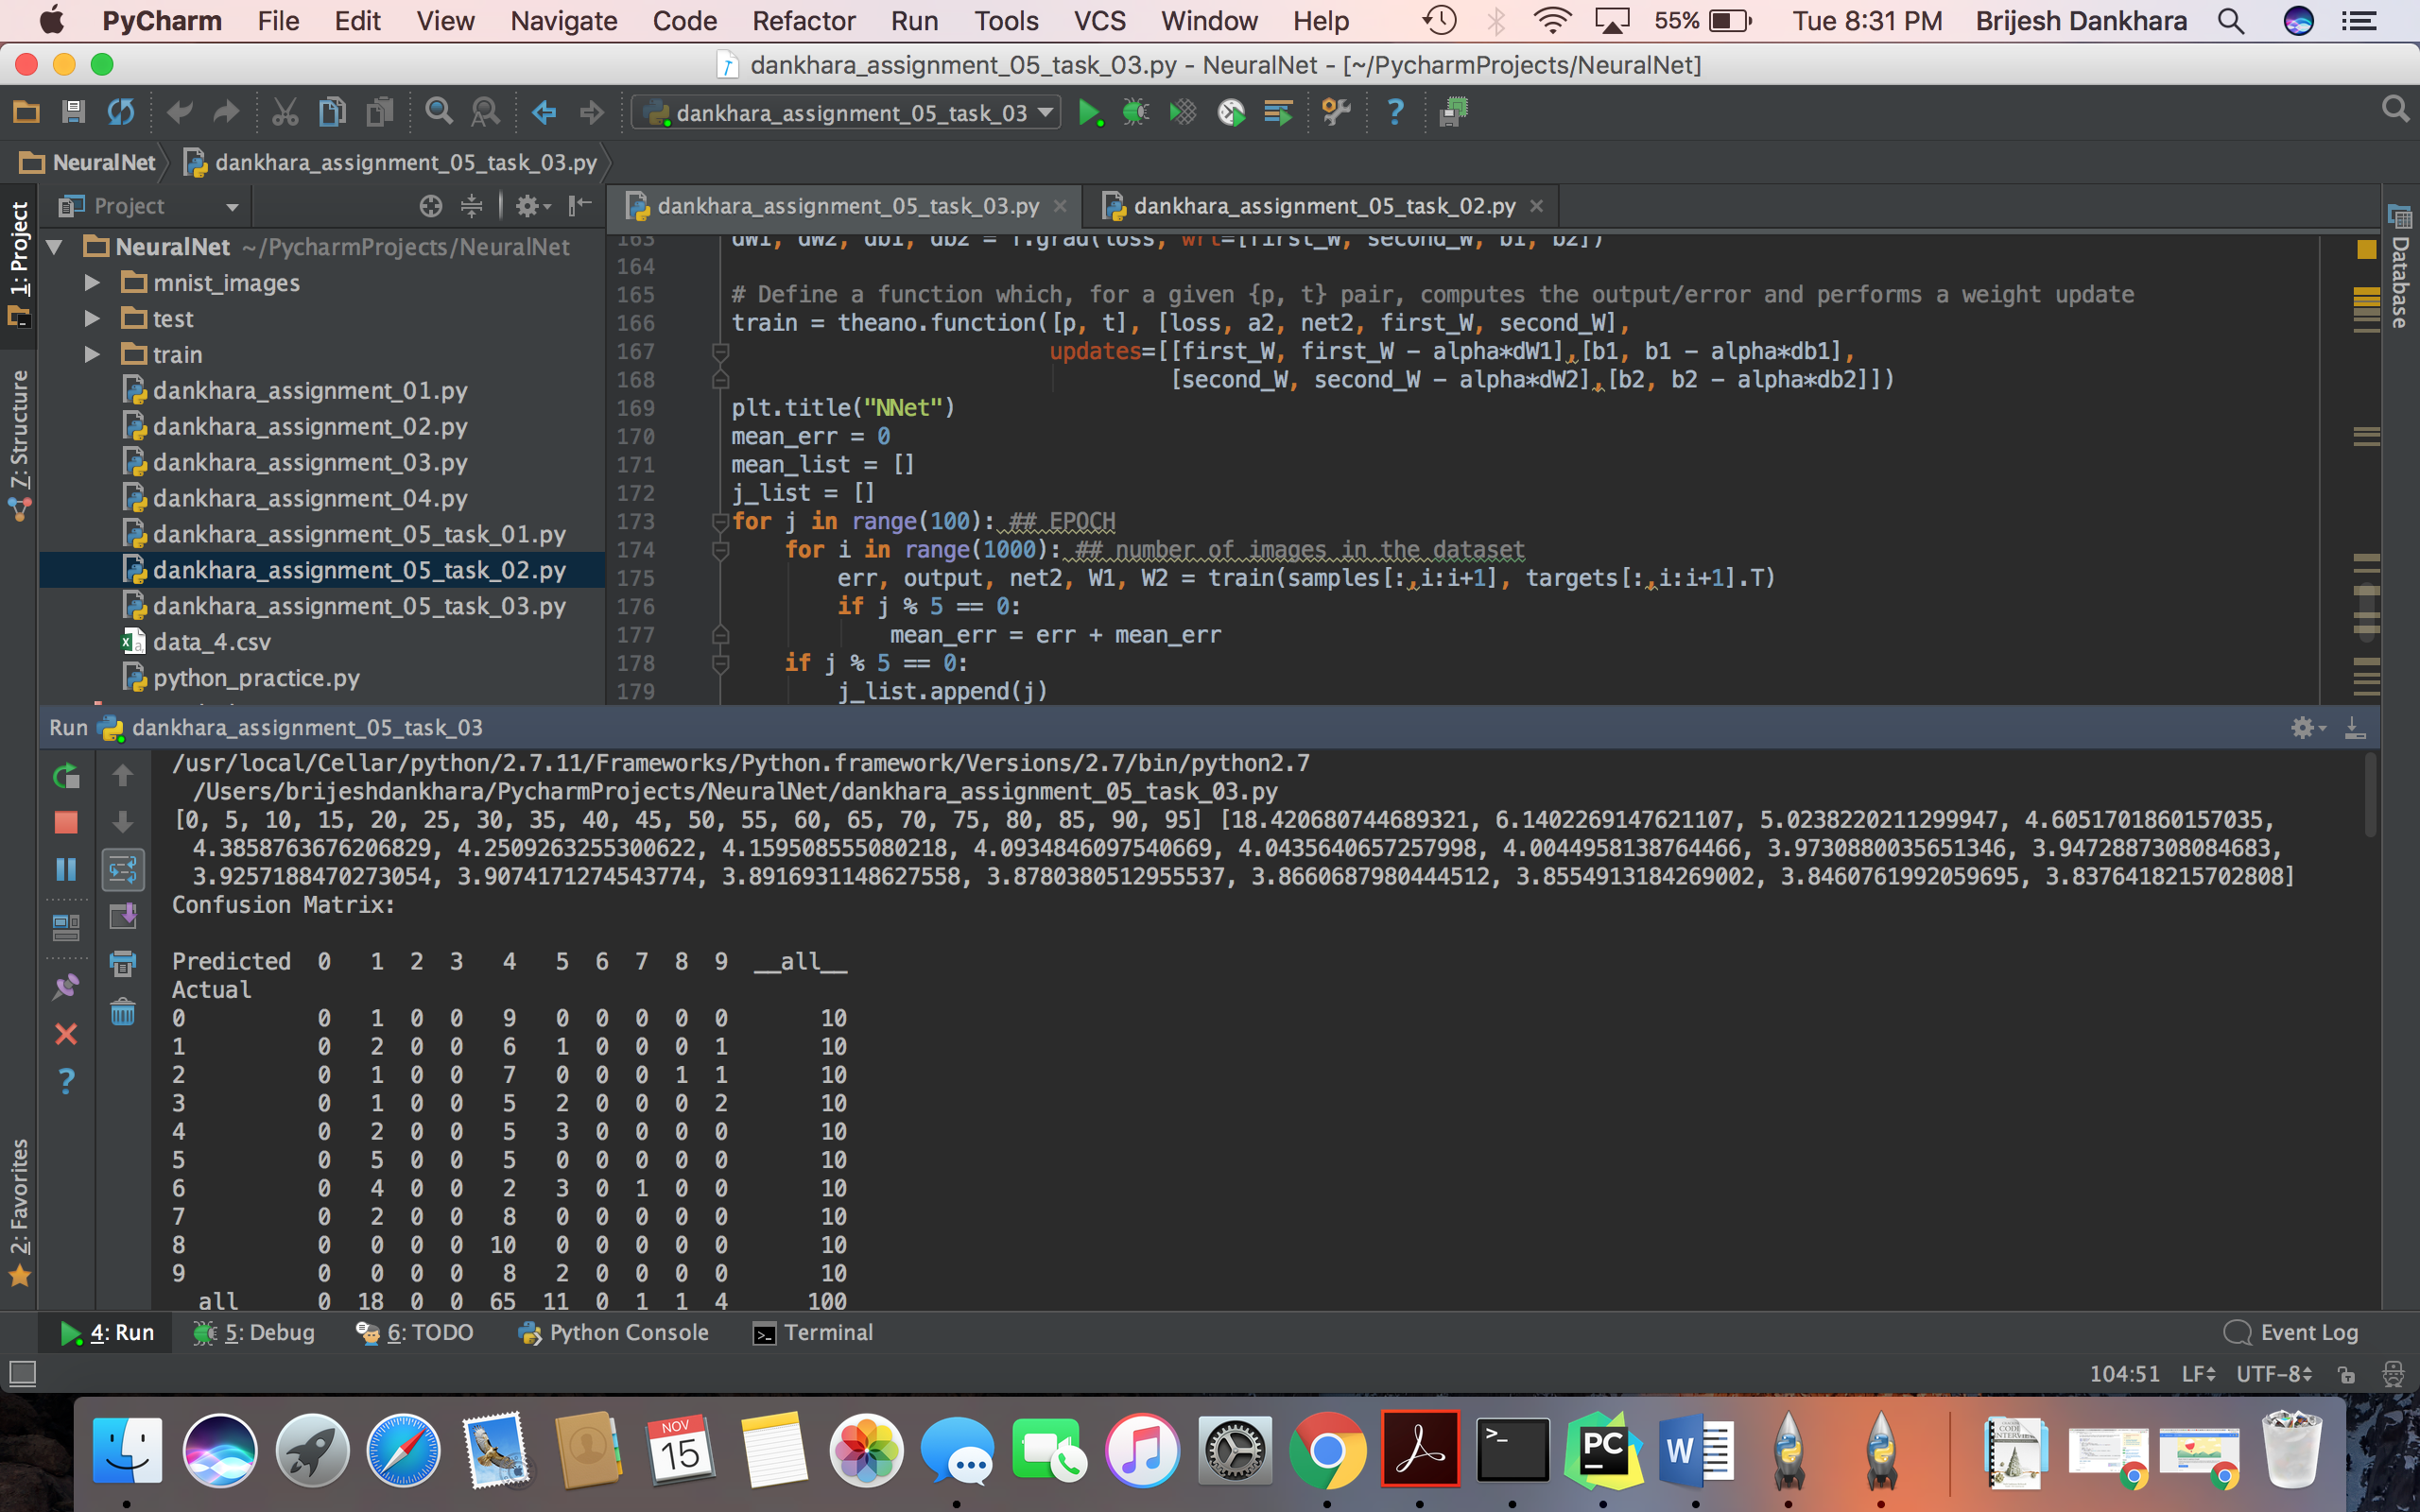 PyCharm File Edit View Navigate Code Refactor Run Tools VCS Window Help 55% Tue 8:31 PM Brijesh Dankhara
dankhara_assignment_05_task_03.py - NeuralNet - [~/PycharmProjects/NeuralNet]
dankhara_assignment_05_task_03
NeuralNet dankhara_assignment_05_task_03.py
Project
dankhara_assignment_05_task_03.py dankhara_assignment_05_task_02.py
1: Project
7: Structure
2: Favorites
Database
NeuralNet ~/PycharmProjects/NeuralNet
mnist_images
test
train
dankhara_assignment_01.py
dankhara_assignment_02.py
dankhara_assignment_03.py
dankhara_assignment_04.py
dankhara_assignment_05_task_01.py
dankhara_assignment_05_task_02.py
dankhara_assignment_05_task_03.py
data_4.csv
python_practice.py
163 dW1, dW2, db1, db2 = T.grad(loss, wrt=[first_W, second_W, b1, b2])
164
165 # Define a function which, for a given {p, t} pair, computes the output/error and performs a weight update
166 train = theano.function([p, t], [loss, a2, net2, first_W, second_W],
167 updates=[[first_W, first_W - alpha*dW1],[b1, b1 - alpha*db1],
168 [second_W, second_W - alpha*dW2],[b2, b2 - alpha*db2]])
169 plt.title("NNet")
170 mean_err = 0
171 mean_list = []
172 j_list = []
173 for j in range(100): ## EPOCH
174 for i in range(1000): ## number of images in the dataset
175 err, output, net2, W1, W2 = train(samples[:,i:i+1], targets[:,i:i+1].T)
176 if j % 5 == 0:
177 mean_err = err + mean_err
178 if j % 5 == 0:
179 j_list.append(j)
Run dankhara_assignment_05_task_03
/usr/local/Cellar/python/2.7.11/Frameworks/Python.framework/Versions/2.7/bin/python2.7
/Users/brijeshdankhara/PycharmProjects/NeuralNet/dankhara_assignment_05_task_03.py
[0, 5, 10, 15, 20, 25, 30, 35, 40, 45, 50, 55, 60, 65, 70, 75, 80, 85, 90, 95] [18.420680744689321, 6.1402269147621107, 5.0238220211299947, 4.6051701860157035,
4.3858763676206829, 4.2509263255300622, 4.159508555080218, 4.0934846097540669, 4.0435640657257998, 4.0044958138764466, 3.9730880035651346, 3.9472887308084683,
3.9257188470273054, 3.9074171274543774, 3.8916931148627558, 3.8780380512955537, 3.8660687980444512, 3.8554913184269002, 3.8460761992059695, 3.8376418215702808]
Confusion Matrix:
Predicted 0 1 2 3 4 5 6 7 8 9 __all__
Actual
0 0 1 0 0 9 0 0 0 0 0 10
1 0 2 0 0 6 1 0 0 0 1 10
2 0 1 0 0 7 0 0 0 1 1 10
3 0 1 0 0 5 2 0 0 0 2 10
4 0 2 0 0 5 3 0 0 0 0 10
5 0 5 0 0 5 0 0 0 0 0 10
6 0 4 0 0 2 3 0 1 0 0 10
7 0 2 0 0 8 0 0 0 0 0 10
8 0 0 0 0 10 0 0 0 0 0 10
9 0 0 0 0 8 2 0 0 0 0 10
all 0 18 0 0 65 11 0 1 1 4 100
4: Run 5: Debug 6: TODO Python Console Terminal Event Log
104:51 LF UTF-8
NOV
15
>_
PC
W